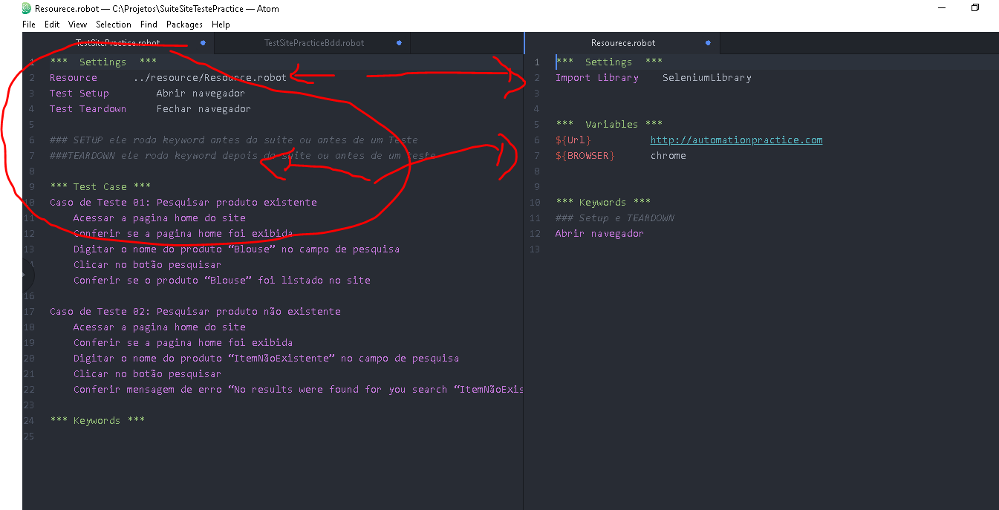 Resourece.robot — C:\Projetos\SuiteSiteTestePractice — Atom
File Edit View Selection Find Packages Help
TestSitePractice.robot
TestSitePracticeBdd.robot
Resourece.robot
1 *** Settings ***
2 Resource ../resource/Resource.robot
3 Test Setup Abrir navegador
4 Test Teardown Fechar navegador
5
6 ### SETUP ele roda keyword antes da suite ou antes de um Teste
7 ###TEARDOWN ele roda keyword depois da suite ou antes de um teste
8
9 *** Test Case ***
10 Caso de Teste 01: Pesquisar produto existente
11 Acessar a pagina home do site
12 Conferir se a pagina home foi exibida
13 Digitar o nome do produto “Blouse” no campo de pesquisa
Clicar no botão pesquisar
Conferir se o produto “Blouse” foi listado no site
16
17 Caso de Teste 02: Pesquisar produto não existente
18 Acessar a pagina home do site
19 Conferir se a pagina home foi exibida
20 Digitar o nome do produto “ItemNãoExistente” no campo de pesquisa
21 Clicar no botão pesquisar
22 Conferir mensagem de erro “No results were found for you search “ItemNãoExis
23
24 *** Keywords ***
25
1 *** Settings ***
2 Import Library SeleniumLibrary
3
4
5 *** Variables ***
6 ${Url} http://automationpractice.com
7 ${BROWSER} chrome
8
9
10 *** Keywords ***
11 ### Setup e TEARDOWN
12 Abrir navegador
13